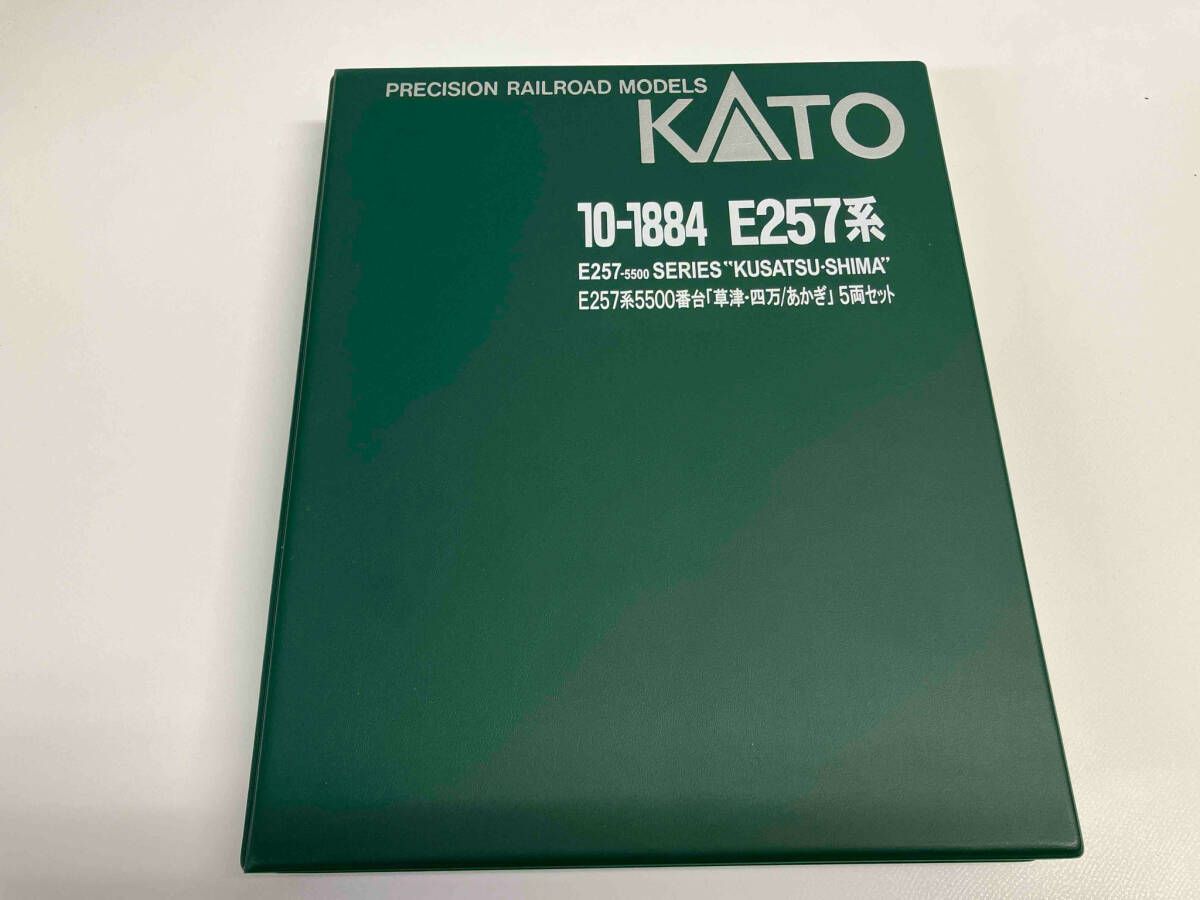 PRECISION RAILROAD MODELS
KATO
10-1884 E257系
E257-5500 SERIES "KUSATSU·SHIMA"
E257系5500番台「草津・四万/あかぎ」5両セット